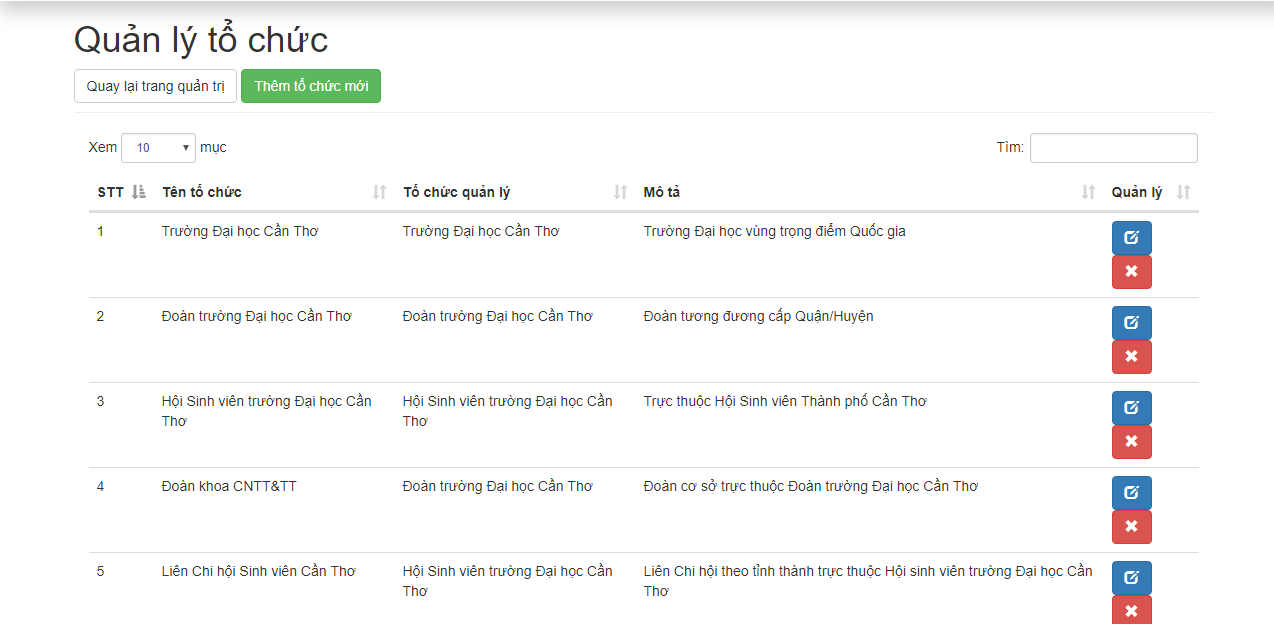 Quản lý tổ chức
Quay lại trang quản trị Thêm tổ chức mới
Xem 10 mục Tìm:
STT Tên tổ chức Tổ chức quản lý Mô tả Quản lý
1 Trường Đại học Cần Thơ Trường Đại học Cần Thơ Trường Đại học vùng trọng điểm Quốc gia
2 Đoàn trường Đại học Cần Thơ Đoàn trường Đại học Cần Thơ Đoàn tương đương cấp Quận/Huyện
3 Hội Sinh viên trường Đại học Cần Hội Sinh viên trường Đại học Cần Trực thuộc Hội Sinh viên Thành phố Cần Thơ
Thơ Thơ
4 Đoàn khoa CNTT&TT Đoàn trường Đại học Cần Thơ Đoàn cơ sở trực thuộc Đoàn trường Đại học Cần Thơ
5 Liên Chi hội Sinh viên Cần Thơ Hội Sinh viên trường Đại học Cần Liên Chi hội theo tỉnh thành trực thuộc Hội sinh viên trường Đại học Cần
Thơ Thơ